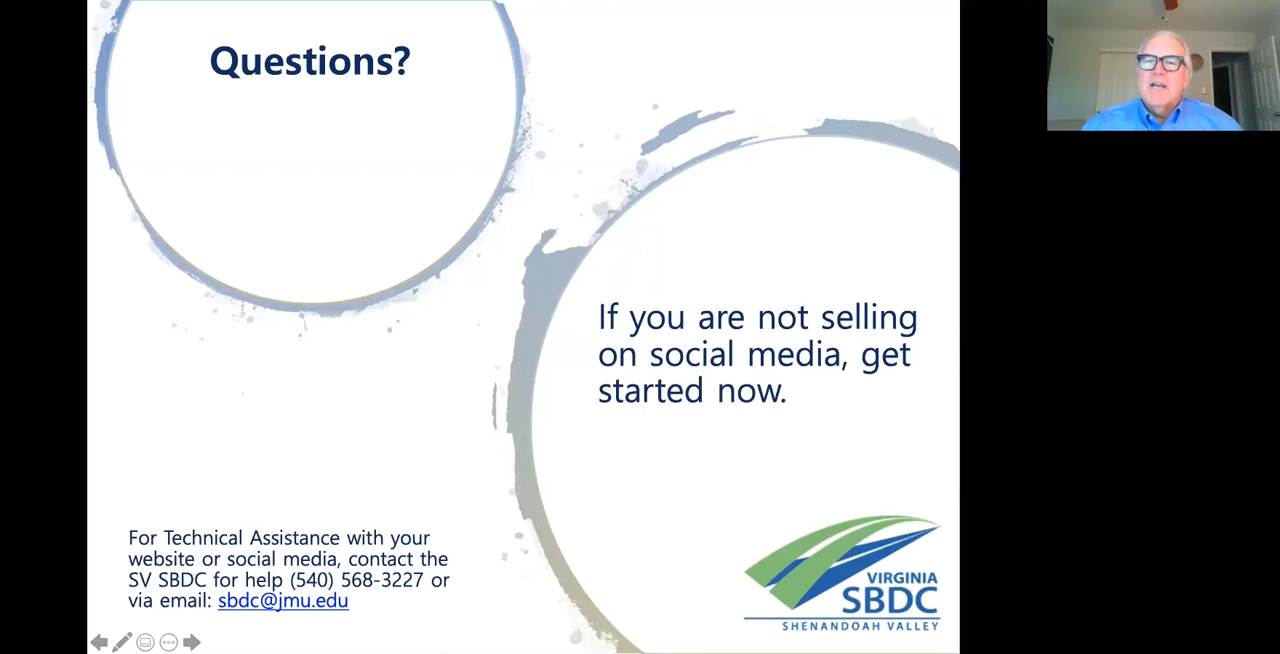 Questions?
If you are not selling
on social media, get
started now.
For Technical Assistance with your
website or social media, contact the
SV SBDC for help (540) 568-3227 or
via email: sbdc@jmu.edu
VIRGINIA
SBDC
SHENANDOAH VALLEY